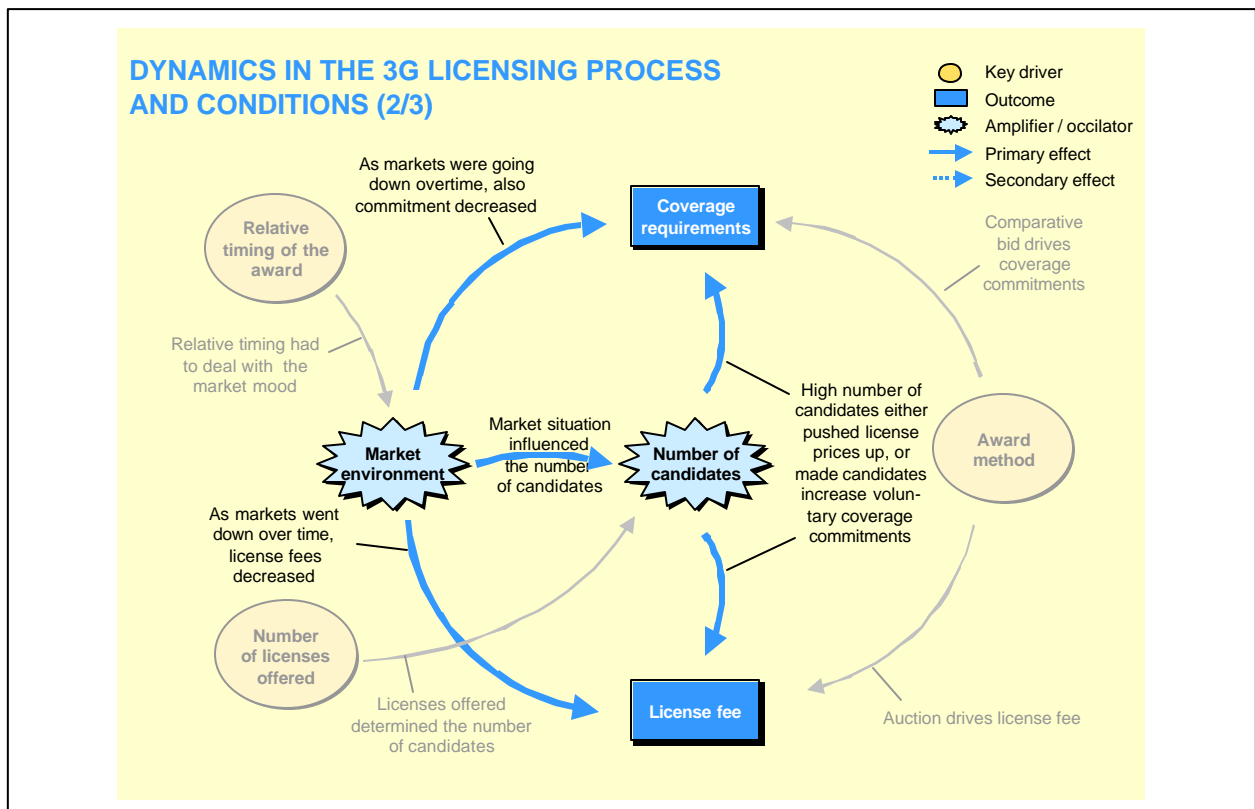 DYNAMICS IN THE 3G LICENSING PROCESS
AND CONDITIONS (2/3)
Key driver
Outcome
Amplifier / occilator
Primary effect
Secondary effect
As markets were going
down overtime, also
commitment decreased
Relative
timing of the
award
Coverage
requirements
Comparative
bid drives
coverage
commitments
Relative timing had
to deal with the
market mood
Market
environment
Market situation
influenced
the number
of candidates
Number of
candidates
High number of
candidates either
pushed license
prices up, or
made candidates
increase volun-
tary coverage
commitments
Award
method
As markets went
down over time,
license fees
decreased
Number
of licenses
offered
Licenses offered
determined the number
of candidates
License fee
Auction drives license fee